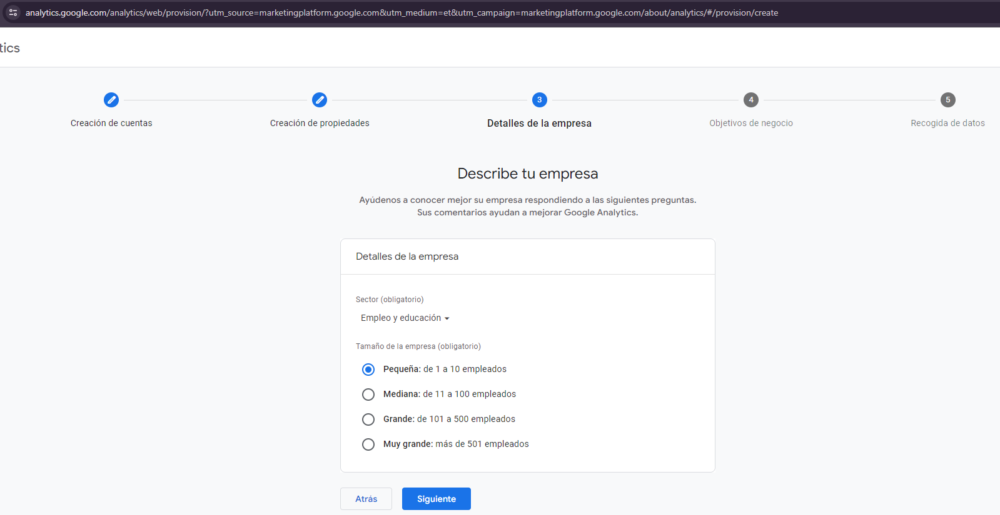 analytics.google.com/analytics/web/provision/?utm_source=marketingplatform.google.com&utm_medium=et&utm_campaign=marketingplatform.google.com/about/analytics/#/provision/create
tics
3
4
5
Creación de cuentas
Creación de propiedades
Detalles de la empresa
Objetivos de negocio
Recogida de datos
Describe tu empresa
Ayúdenos a conocer mejor su empresa respondiendo a las siguientes preguntas.
Sus comentarios ayudan a mejorar Google Analytics.
Detalles de la empresa
Sector (obligatorio)
Empleo y educación
Tamaño de la empresa (obligatorio)
Pequeña: de 1 a 10 empleados
Mediana: de 11 a 100 empleados
Grande: de 101 a 500 empleados
Muy grande: más de 501 empleados
Atrás
Siguiente